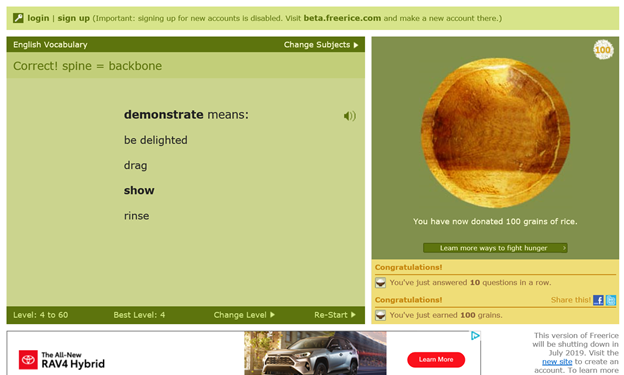 login | sign up (Important: signing up for new accounts is disabled. Visit beta.freerice.com and make a new account there.)
English Vocabulary
Change Subjects
Correct! spine = backbone
demonstrate means:
be delighted
drag
show
rinse
Level: 4 to 60
Best Level: 4
Change Level
Re-Start
100
You have now donated 100 grains of rice.
Learn more ways to fight hunger
Congratulations!
You've just answered 10 questions in a row.
Congratulations!
Share this!
You've just earned 100 grains.
TOYOTA
The All-New
RAV4 Hybrid
Learn More
This version of Freerice
will be shutting down in
July 2019. Visit the
new site to create an
account. To learn more